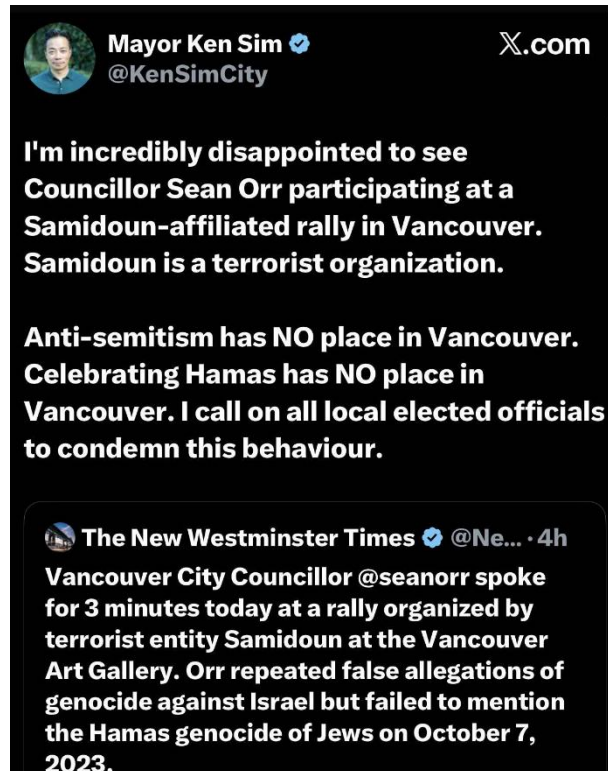 Mayor Ken Sim
X.com
@KenSimCity
I'm incredibly disappointed to see
Councillor Sean Orr participating at a
Samidoun-affiliated rally in Vancouver.
Samidoun is a terrorist organization.
Anti-semitism has NO place in Vancouver.
Celebrating Hamas has NO place in
Vancouver. I call on all local elected officials
to condemn this behaviour.
The New Westminster Times @Ne... · 4h
Vancouver City Councillor @seanorr spoke
for 3 minutes today at a rally organized by
terrorist entity Samidoun at the Vancouver
Art Gallery. Orr repeated false allegations of
genocide against Israel but failed to mention
the Hamas genocide of Jews on October 7,
2023.